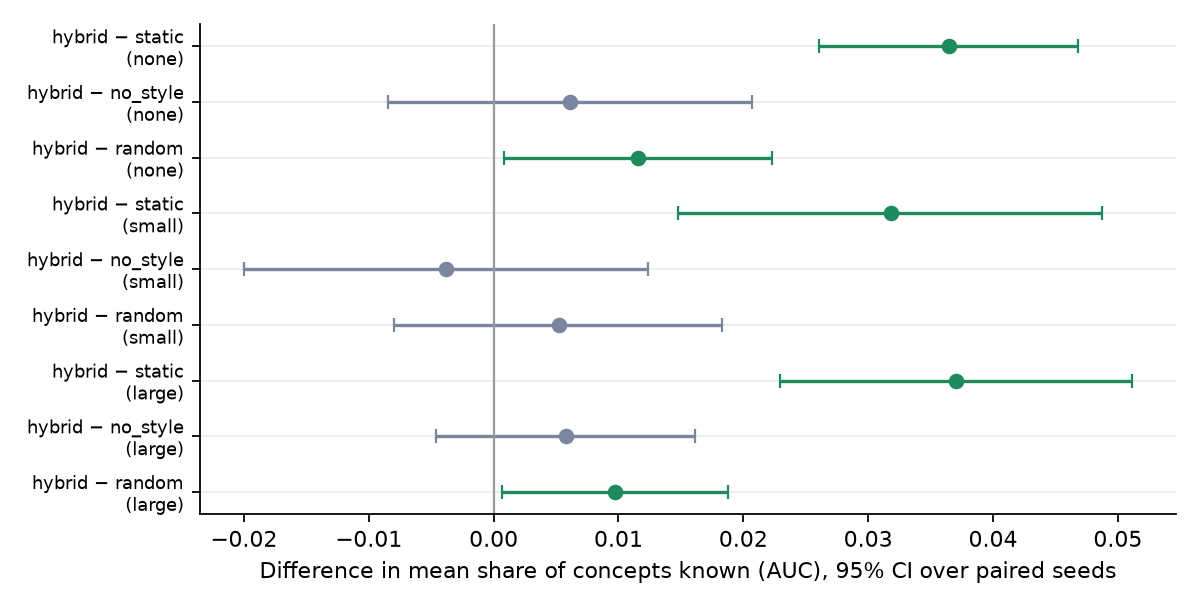 hybrid − static
(none)
hybrid − no_style
(none)
hybrid − random
(none)
hybrid − static
(small)
hybrid − no_style
(small)
hybrid − random
(small)
hybrid − static
(large)
hybrid − no_style
(large)
hybrid − random
(large)
−0.02 −0.01 0.00 0.01 0.02 0.03 0.04 0.05
Difference in mean share of concepts known (AUC), 95% CI over paired seeds